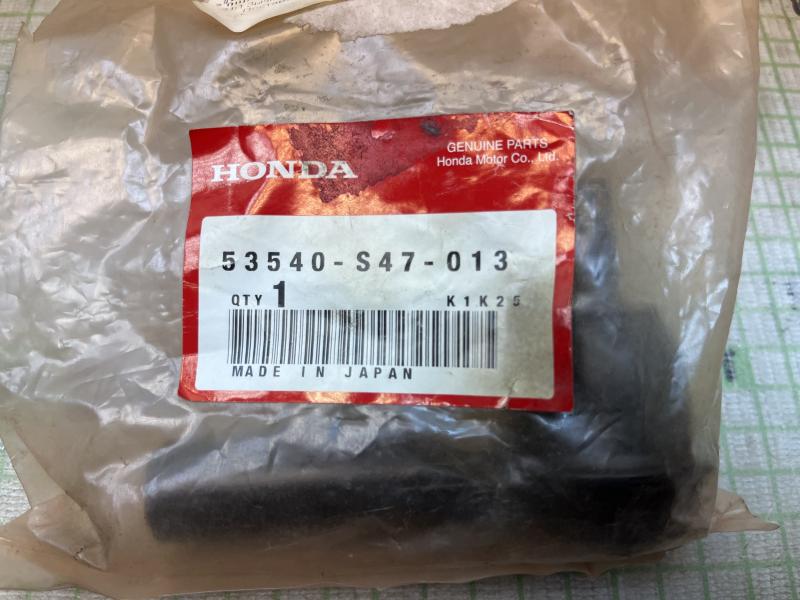 HONDA
GENUINE PARTS
Honda Motor Co., Ltd.
53540-S47-013
QTY 1 K1K25
MADE IN JAPAN